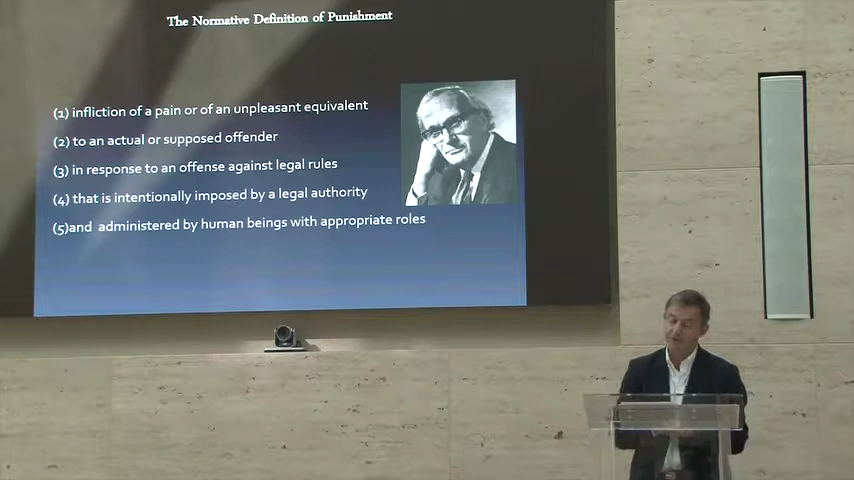 The Normative Definition of Punishment
(1) infliction of a pain or of an unpleasant equivalent
(2) to an actual or supposed offender
(3) in response to an offense against legal rules
(4) that is intentionally imposed by a legal authority
(5)and administered by human beings with appropriate roles